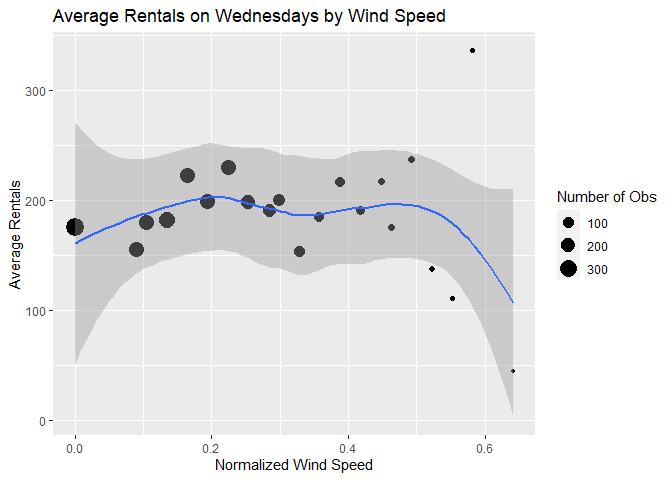 Average Rentals on Wednesdays by Wind Speed
Average Rentals
300
200
100
0
0.0 0.2 0.4 0.6
Normalized Wind Speed
Number of Obs
100
200
300